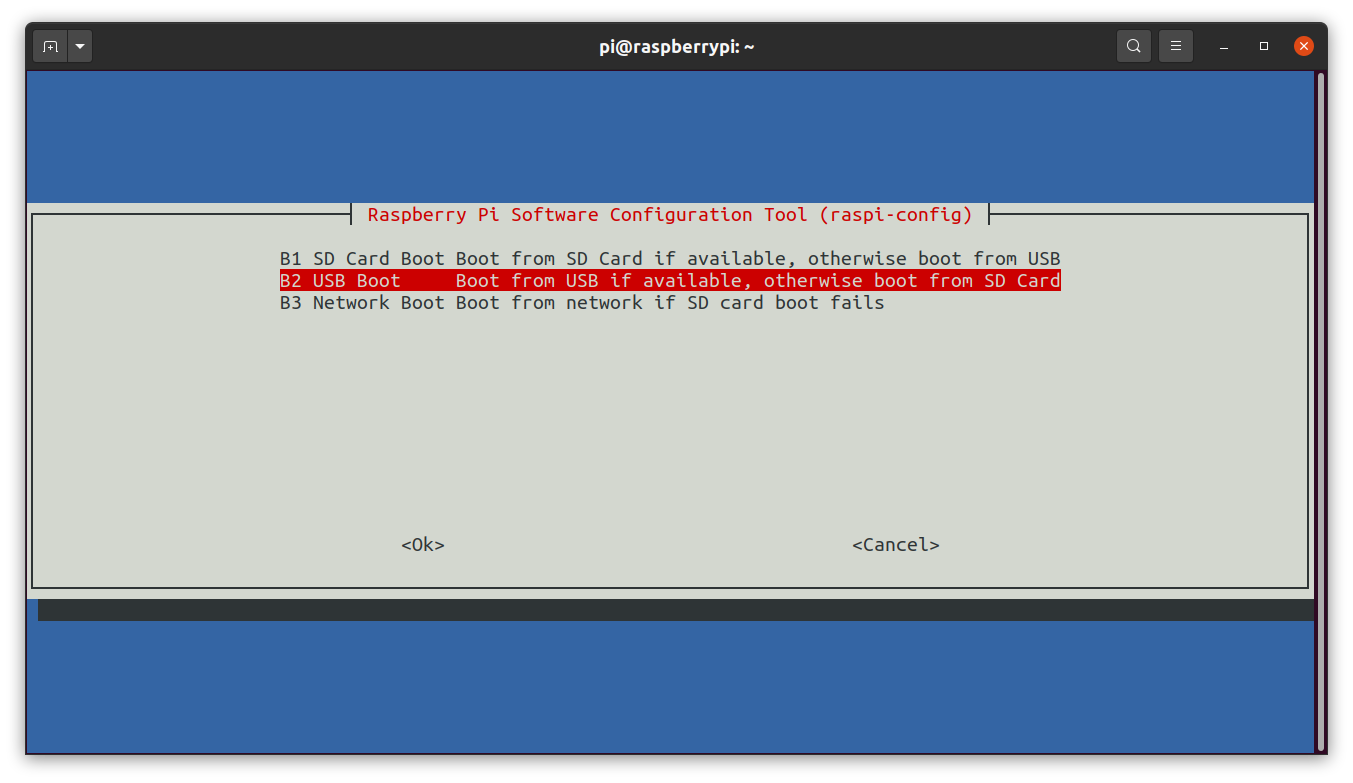 pi@raspberrypi: ~
Raspberry Pi Software Configuration Tool (raspi-config)
B1 SD Card Boot Boot from SD Card if available, otherwise boot from USB
B2 USB Boot     Boot from USB if available, otherwise boot from SD Card
B3 Network Boot Boot from network if SD card boot fails
<Ok> <Cancel>